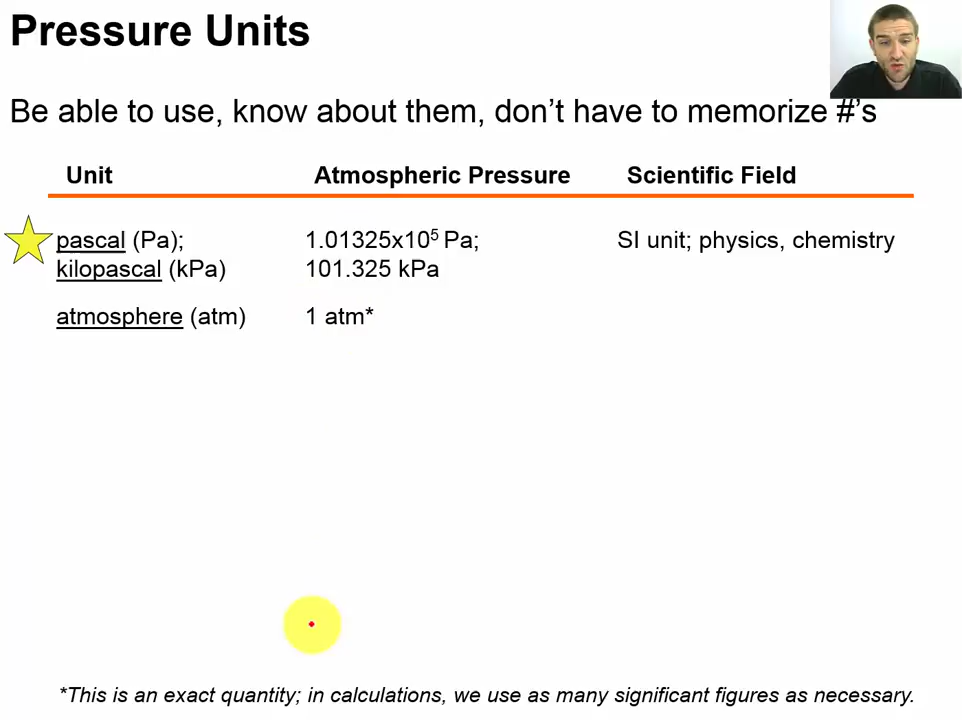 Pressure Units
Be able to use, know about them, don't have to memorize #'s
Unit Atmospheric Pressure Scientific Field
pascal (Pa); 1.01325x10⁵ Pa; SI unit; physics, chemistry
kilopascal (kPa) 101.325 kPa
atmosphere (atm) 1 atm*
*This is an exact quantity; in calculations, we use as many significant figures as necessary.